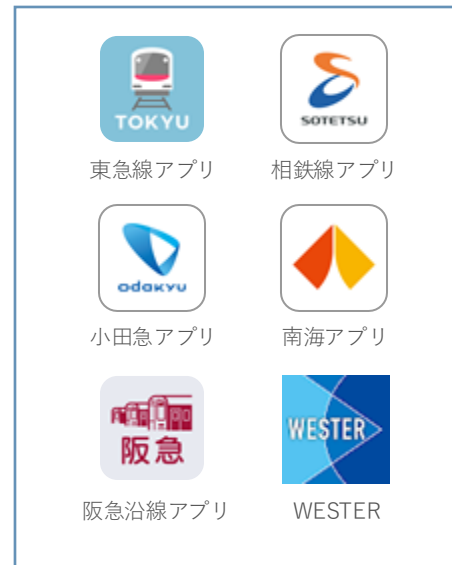 TOKYU
SOTETSU
東急線アプリ
相鉄線アプリ
odakyu
小田急アプリ
南海アプリ
阪急
WESTER
阪急沿線アプリ
WESTER